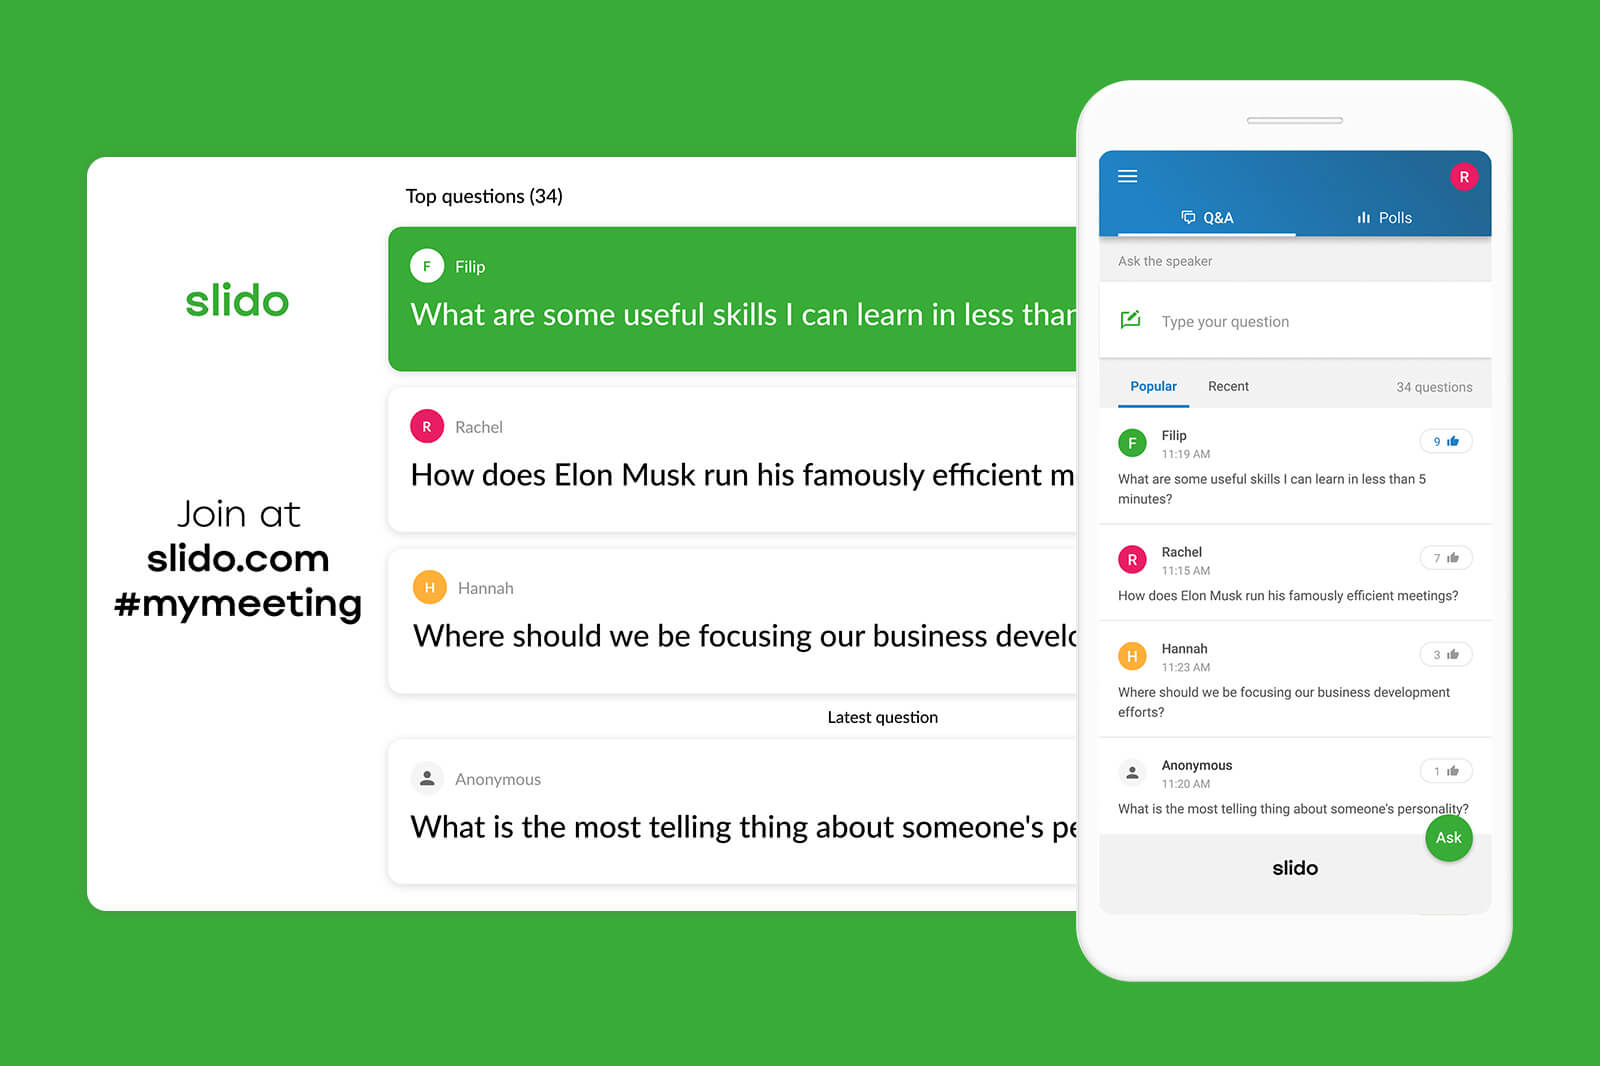 slido
Join at
slido.com
#mymeeting
Top questions (34)
F
Filip
What are some useful skills I can learn in less than
R
Rachel
How does Elon Musk run his famously efficient m
H
Hannah
Where should we be focusing our business develo
Latest question
Anonymous
What is the most telling thing about someone's pe
R
Q&A
Polls
Ask the speaker
Type your question
Popular
Recent
34 questions
F
Filip
11:19 AM
9
What are some useful skills I can learn in less than 5
minutes?
R
Rachel
11:15 AM
7
How does Elon Musk run his famously efficient meetings?
H
Hannah
11:23 AM
3
Where should we be focusing our business development
efforts?
Anonymous
11:20 AM
1
What is the most telling thing about someone's personality?
Ask
slido